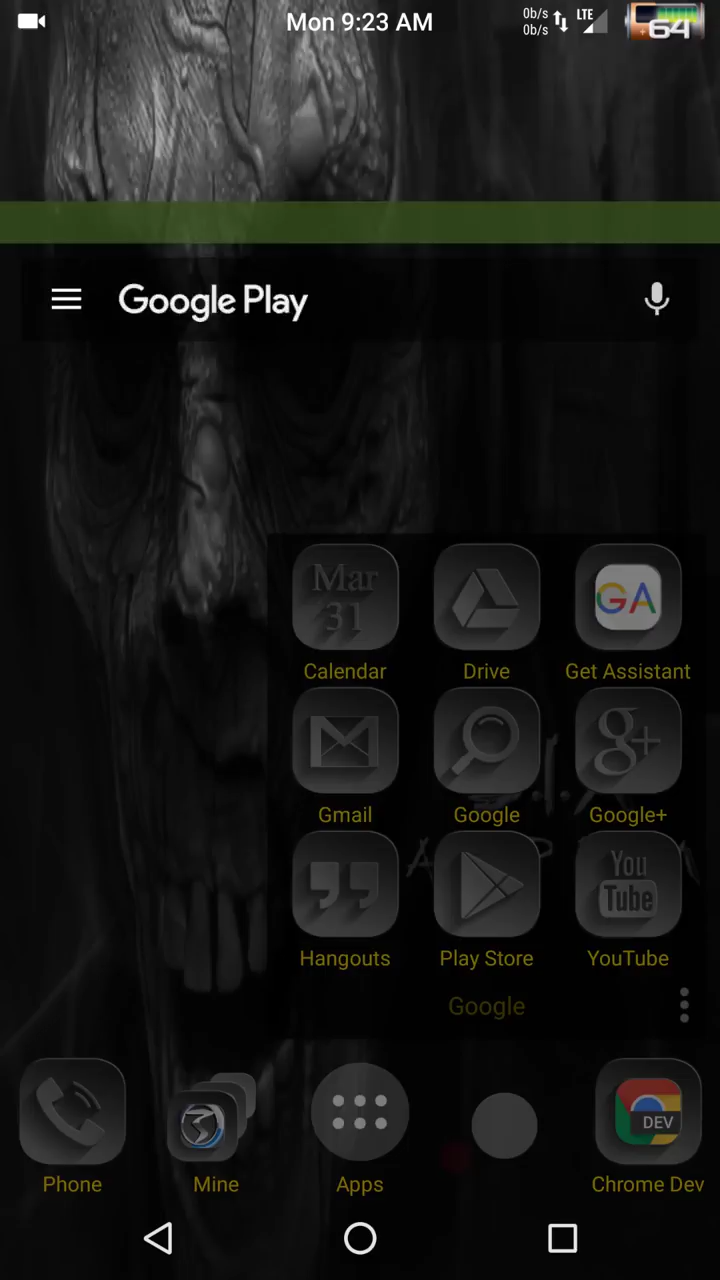 Mon 9:23 AM
0b/s
0b/s
LTE
64
Google Play
Mar
31
GA
Calendar
Drive
Get Assistant
g+
Gmail
Google
Google+
You
Tube
Hangouts
Play Store
YouTube
Google
DEV
Phone
Mine
Apps
Chrome Dev